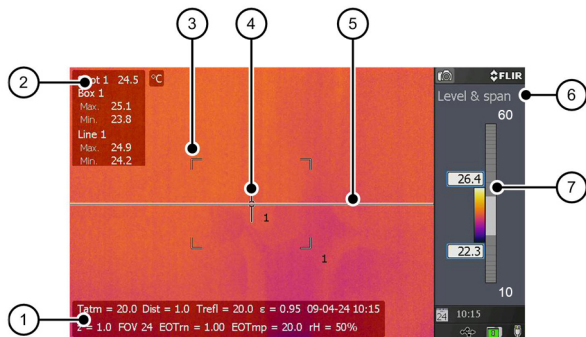 3
4
5
2
Spot 1 24.5 °C
Box 1
Max. 25.1
Min. 23.8
Line 1
Max. 24.9
Min. 24.2
FLIR
Level & span
6
60
26.4
7
22.3
10
1
1
Tatm = 20.0 Dist = 1.0 Trefl = 20.0 ε = 0.95 09-04-24 10:15
1
= 1.0 FOV 24 EOTrn = 1.00 EOTmp = 20.0 rH = 50%
24 10:15